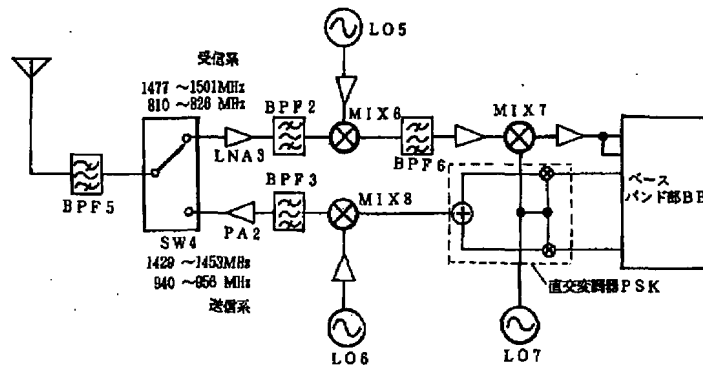 LO5
受信系
1477 ～1501MHz
810 ～826 MHz
BPF2
MIX6
MIX7
LNA3
BPF6
BPF5
BPF3
MIX8
ベース
バンド部BB
SW4
PA2
1429 ～1453MHz
940 ～956 MHz
送信系
直交変調器PSK
LO6
LO7